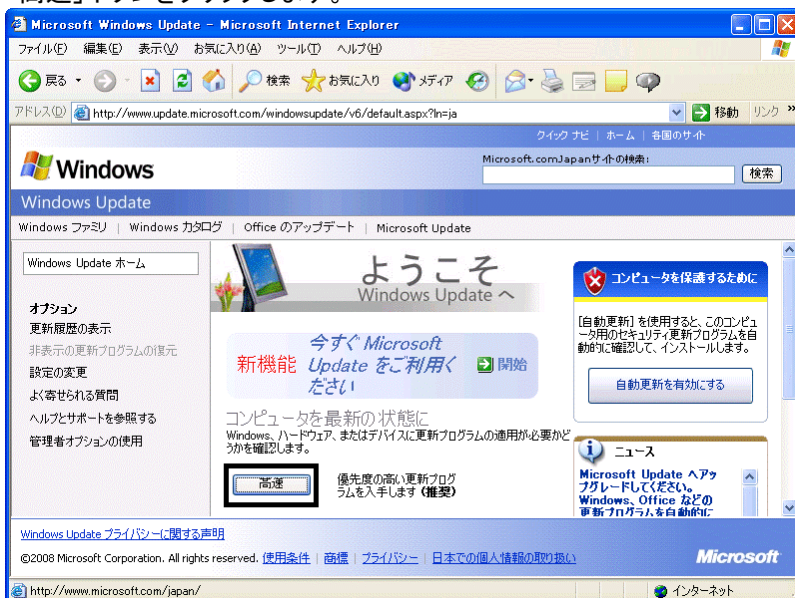 Microsoft Windows Update - Microsoft Internet Explorer
ファイル(F) 編集(E) 表示(V) お気に入り(A) ツール(T) ヘルプ(H)
戻る 検索 お気に入り メディア
アドレス(D) http://www.update.microsoft.com/windowsupdate/v6/default.aspx?ln=ja 移動 リンク »
クイック ナビ | ホーム | 各国のサイト
Windows
Microsoft.comJapanサイトの検索:
検索
Windows Update
Windows ファミリ | Windows カタログ | Office のアップデート | Microsoft Update
Windows Update ホーム
オプション
更新履歴の表示
非表示の更新プログラムの復元
設定の変更
よく寄せられる質問
ヘルプとサポートを参照する
管理者オプションの使用
ようこそ
Windows Update へ
新機能
今すぐ Microsoft
Update をご利用く
ださい
開始
コンピュータを最新の状態に
Windows、ハードウェア、またはデバイスに更新プログラムの適用が必要かど
うかを確認します。
高速
優先度の高い更新プログ
ラムを入手します (推奨)
コンピュータを保護するために
[自動更新] を使用すると、このコンピュ
ータ用のセキュリティ更新プログラムを自
動的に確認して、インストールします。
自動更新を有効にする
ニュース
Microsoft Update へアッ
プグレードしてください。
Windows、Office などの
更新プログラムを自動的に
Windows Update プライバシーに関する声明
©2008 Microsoft Corporation. All rights reserved. 使用条件 | 商標 | プライバシー | 日本での個人情報の取り扱い
Microsoft
http://www.microsoft.com/japan/ インターネット